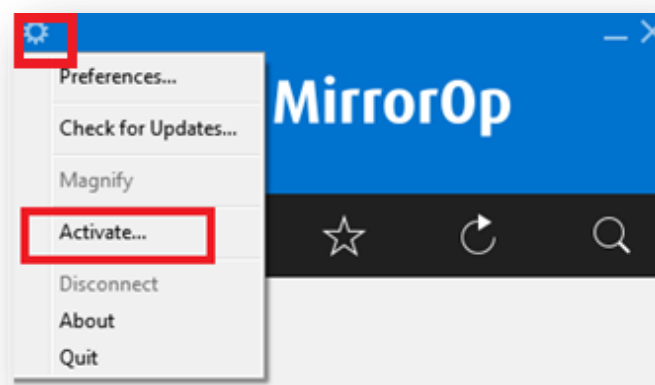 Preferences...
MirrorOp
Check for Updates...
Magnify
Activate...
Disconnect
About
Quit